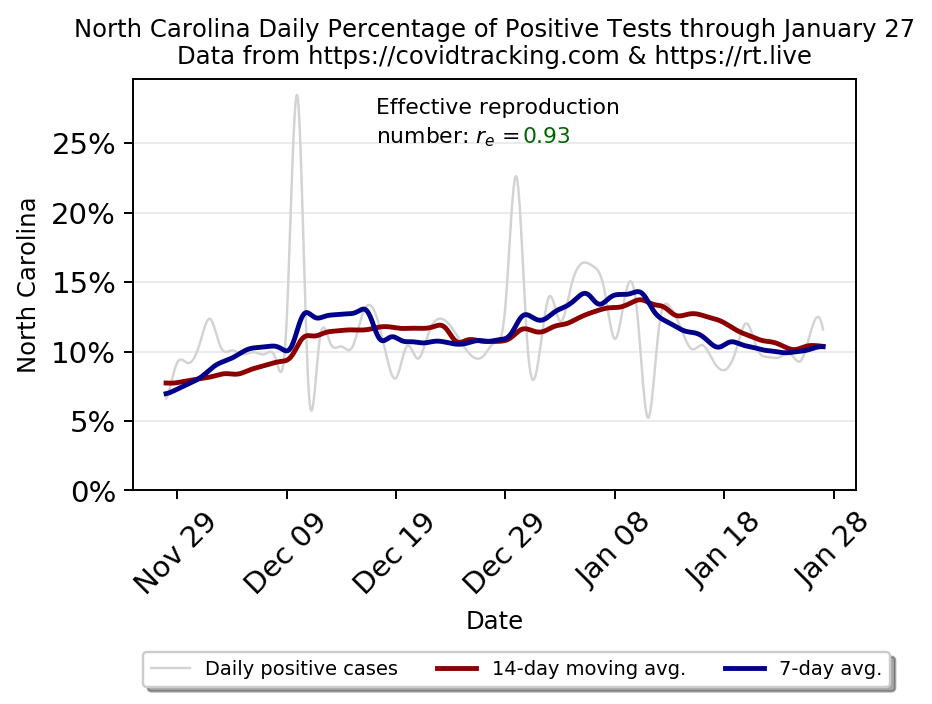 North Carolina Daily Percentage of Positive Tests through January 27
Data from https://covidtracking.com & https://rt.live
Effective reproduction
number: rₑ =0.93
25%
20%
15%
10%
5%
0%
North Carolina
Nov 29
Dec 09
Dec 19
Dec 29
Jan 08
Jan 18
Jan 28
Date
Daily positive cases
14-day moving avg.
7-day avg.